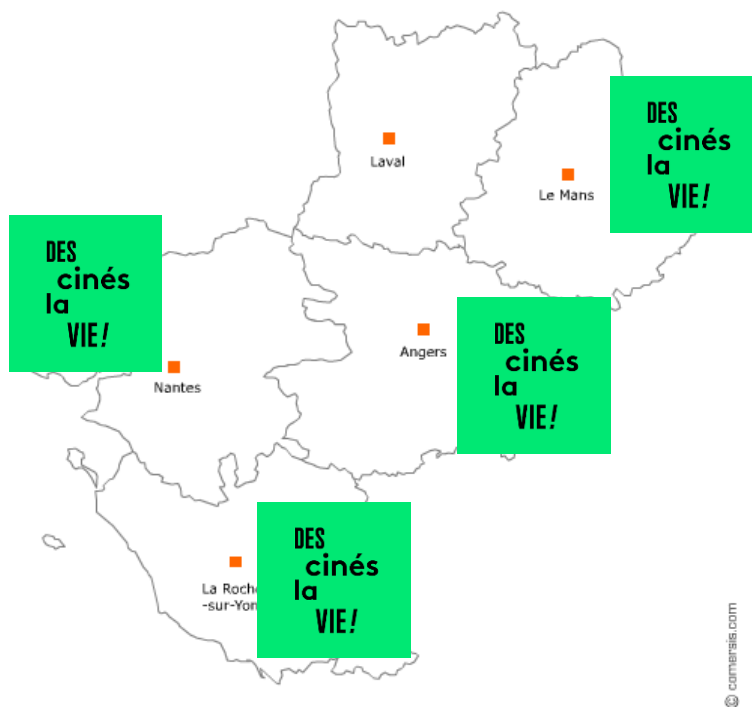 Laval
DES
cinés
la
VIE!
Le Mans
DES
cinés
la
VIE!
Nantes
Angers
DES
cinés
la
VIE!
La Roche
-sur-Yon
DES
cinés
la
VIE!
© comersis.com